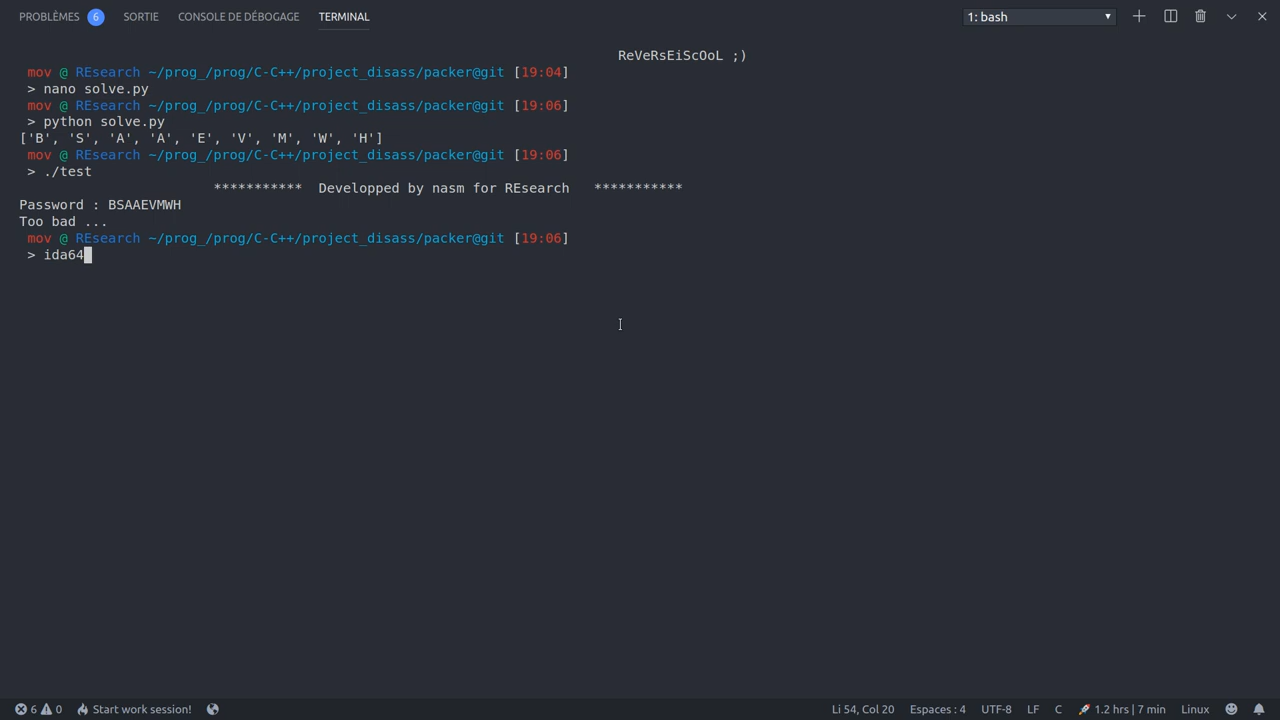 PROBLÈMES 6 SORTIE CONSOLE DE DÉBOGAGE TERMINAL 1: bash
ReVeRsEiScOoL ;)
mov @ REsearch ~/prog_/prog/C-C++/project_disass/packer@git [19:04]
> nano solve.py
mov @ REsearch ~/prog_/prog/C-C++/project_disass/packer@git [19:06]
> python solve.py
['B', 'S', 'A', 'A', 'E', 'V', 'M', 'W', 'H']
mov @ REsearch ~/prog_/prog/C-C++/project_disass/packer@git [19:06]
> ./test
*********** Developped by nasm for REsearch ***********
Password : BSAAEVMWH
Too bad ...
mov @ REsearch ~/prog_/prog/C-C++/project_disass/packer@git [19:06]
> ida64
6 0 Start work session! Li 54, Col 20 Espaces : 4 UTF-8 LF C 1.2 hrs | 7 min Linux